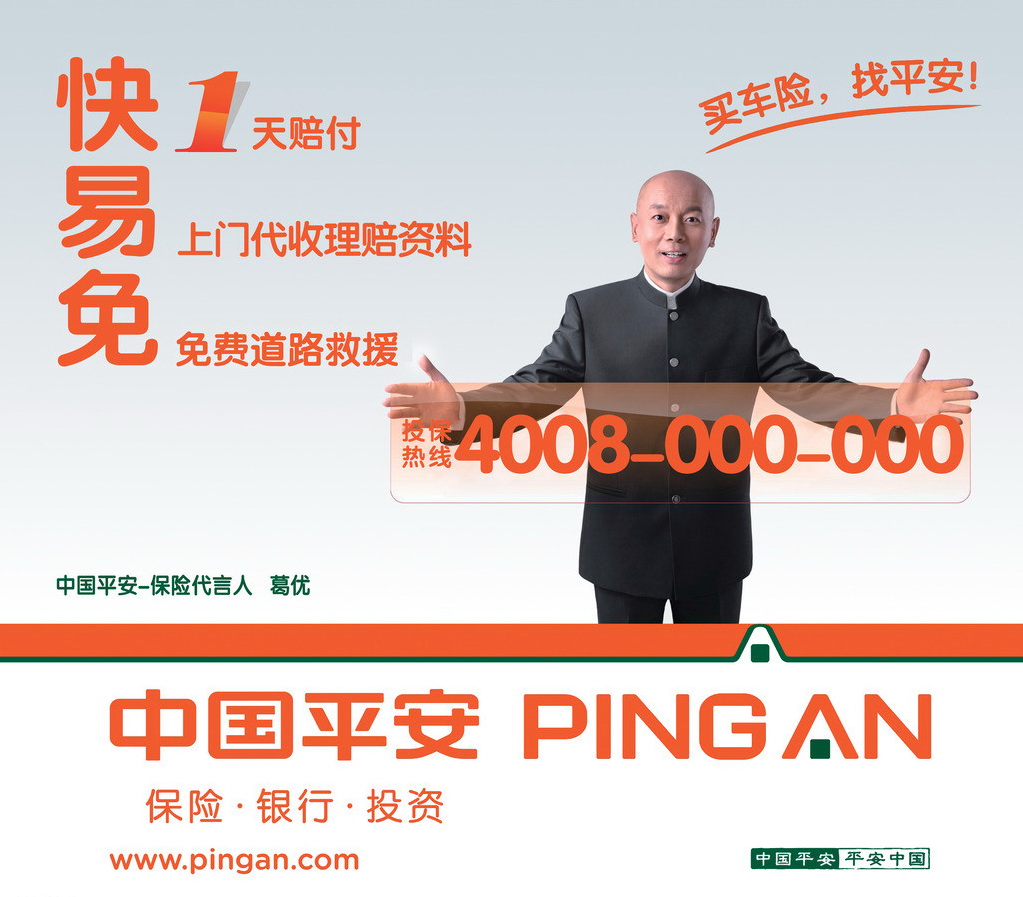 快 1天赔付
易 上门代收理赔资料
免 免费道路救援
买车险，找平安！
投保热线 4008-000-000
中国平安-保险代言人 葛优
中国平安 PING AN
保险·银行·投资
www.pingan.com
中国平安 平安中国